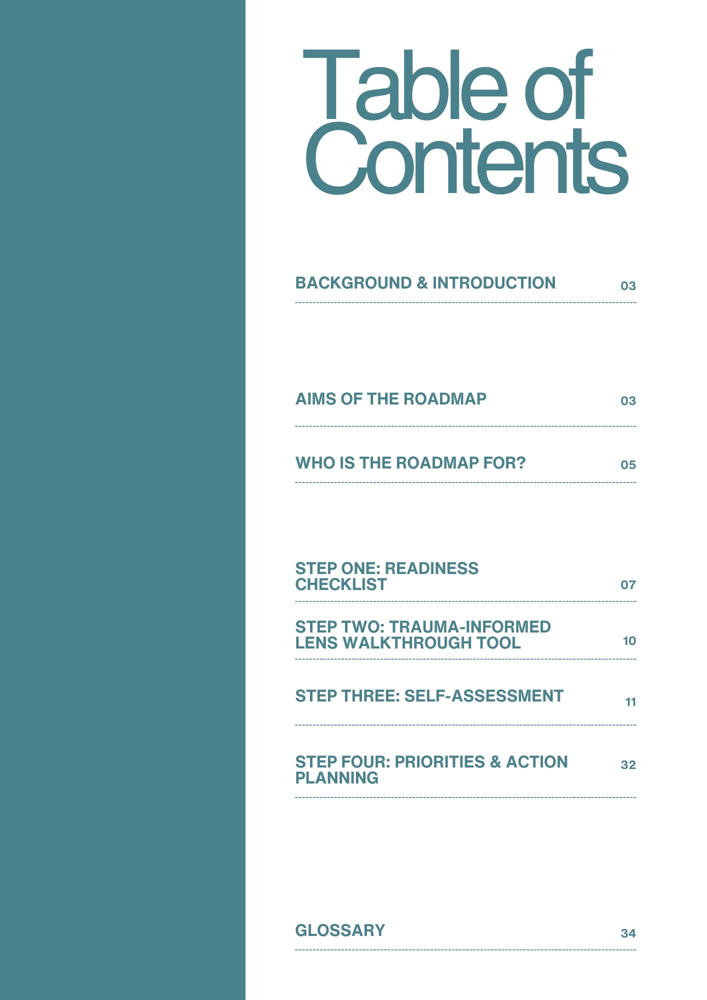 Table of
Contents
BACKGROUND & INTRODUCTION 03
AIMS OF THE ROADMAP 03
WHO IS THE ROADMAP FOR? 05
STEP ONE: READINESS
CHECKLIST 07
STEP TWO: TRAUMA-INFORMED
LENS WALKTHROUGH TOOL 10
STEP THREE: SELF-ASSESSMENT 11
STEP FOUR: PRIORITIES & ACTION 32
PLANNING
GLOSSARY 34